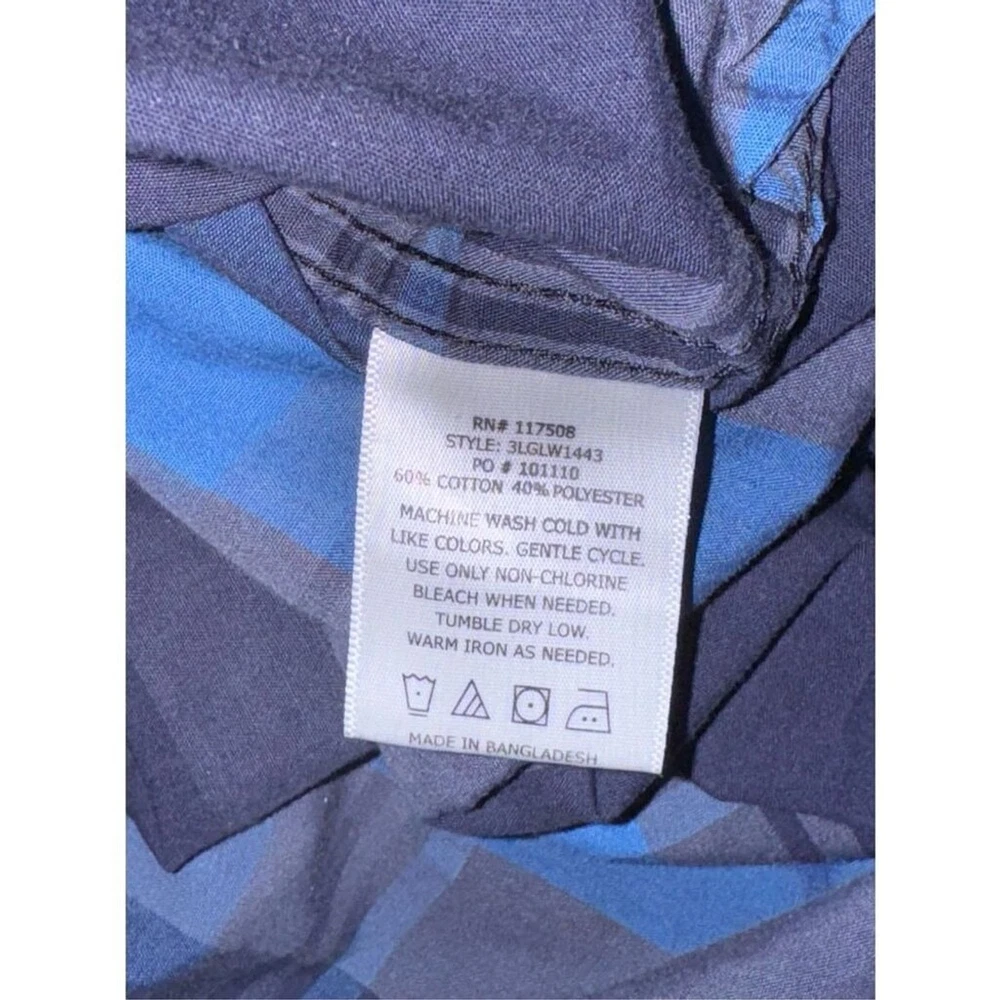 RN# 117508
STYLE: 3LGLW1443
PO # 101110
60% COTTON 40% POLYESTER
MACHINE WASH COLD WITH
LIKE COLORS. GENTLE CYCLE.
USE ONLY NON-CHLORINE
BLEACH WHEN NEEDED.
TUMBLE DRY LOW.
WARM IRON AS NEEDED.
MADE IN BANGLADESH